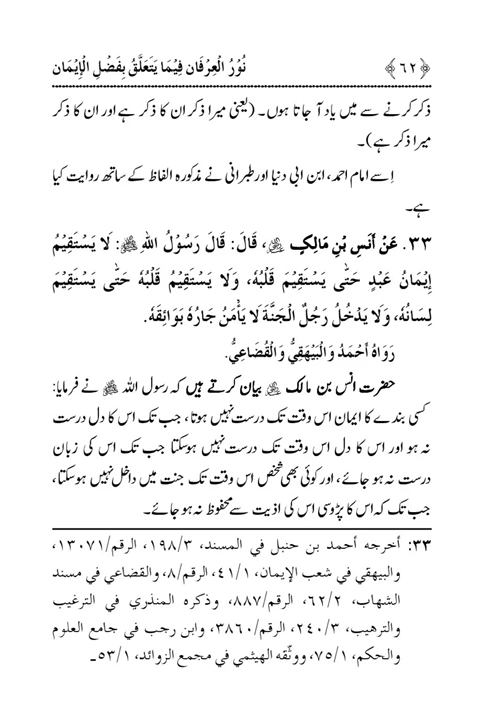 ﴿٦٢﴾ نُوْرُ الْعِرْفَانِ فِيْمَا يَتَعَلَّقُ بِفَضْلِ الْإِيْمَانِ
ذکر کرنے سے میں یاد آ جاتا ہوں۔ (یعنی میرا ذکر ان کا ذکر ہے اور ان کا ذکر
میرا ذکر ہے)۔
اِسے امام احمد، ابن ابی دنیا اور طبرانی نے مذکورہ الفاظ کے ساتھ روایت کیا
ہے۔
٣٣. عَنْ أَنَسِ بْنِ مَالِكٍ ﷺ، قَالَ: قَالَ رَسُوْلُ اللهِ ﷺ: لَا يَسْتَقِيْمُ
إِيْمَانُ عَبْدٍ حَتَّى يَسْتَقِيْمَ قَلْبُهُ، وَلَا يَسْتَقِيْمُ قَلْبُهُ حَتَّى يَسْتَقِيْمَ
لِسَانُهُ، وَلَا يَدْخُلُ رَجُلٌ الْجَنَّةَ لَا يَأْمَنُ جَارُهُ بَوَائِقَهُ.
رَوَاهُ أَحْمَدُ وَالْبَيْهَقِيُّ وَالْقُضَاعِيُّ.
حضرت انس بن مالک بیان کرتے ہیں کہ رسول اللہ ﷺ نے فرمایا:
کسی بندے کا ایمان اس وقت تک درست نہیں ہوتا، جب تک اس کا دل درست
نہ ہو اور اس کا دل اس وقت تک درست نہیں ہوسکتا جب تک اس کی زبان
درست نہ ہو جائے، اور کوئی بھی شخص اس وقت تک جنت میں داخل نہیں ہوسکتا،
جب تک کہ اس کا پڑوسی اس کی اذیت سے محفوظ نہ ہو جائے۔
٣٣: أخرجه أحمد بن حنبل في المسند، ٣/١٩٨، الرقم/١٣٠٧١،
والبيهقي في شعب الإيمان، ١/٤١، الرقم/٨، والقضاعي في مسند
الشهاب، ٢/٦٢، الرقم/٨٨٧، وذكره المنذري في الترغيب
والترهيب، ٣/٢٤٠، الرقم/٣٨٦٠، وابن رجب في جامع العلوم
والحكم، ١/٧٥، ووثّقه الهيثمي في مجمع الزوائد، ١/٥٣۔